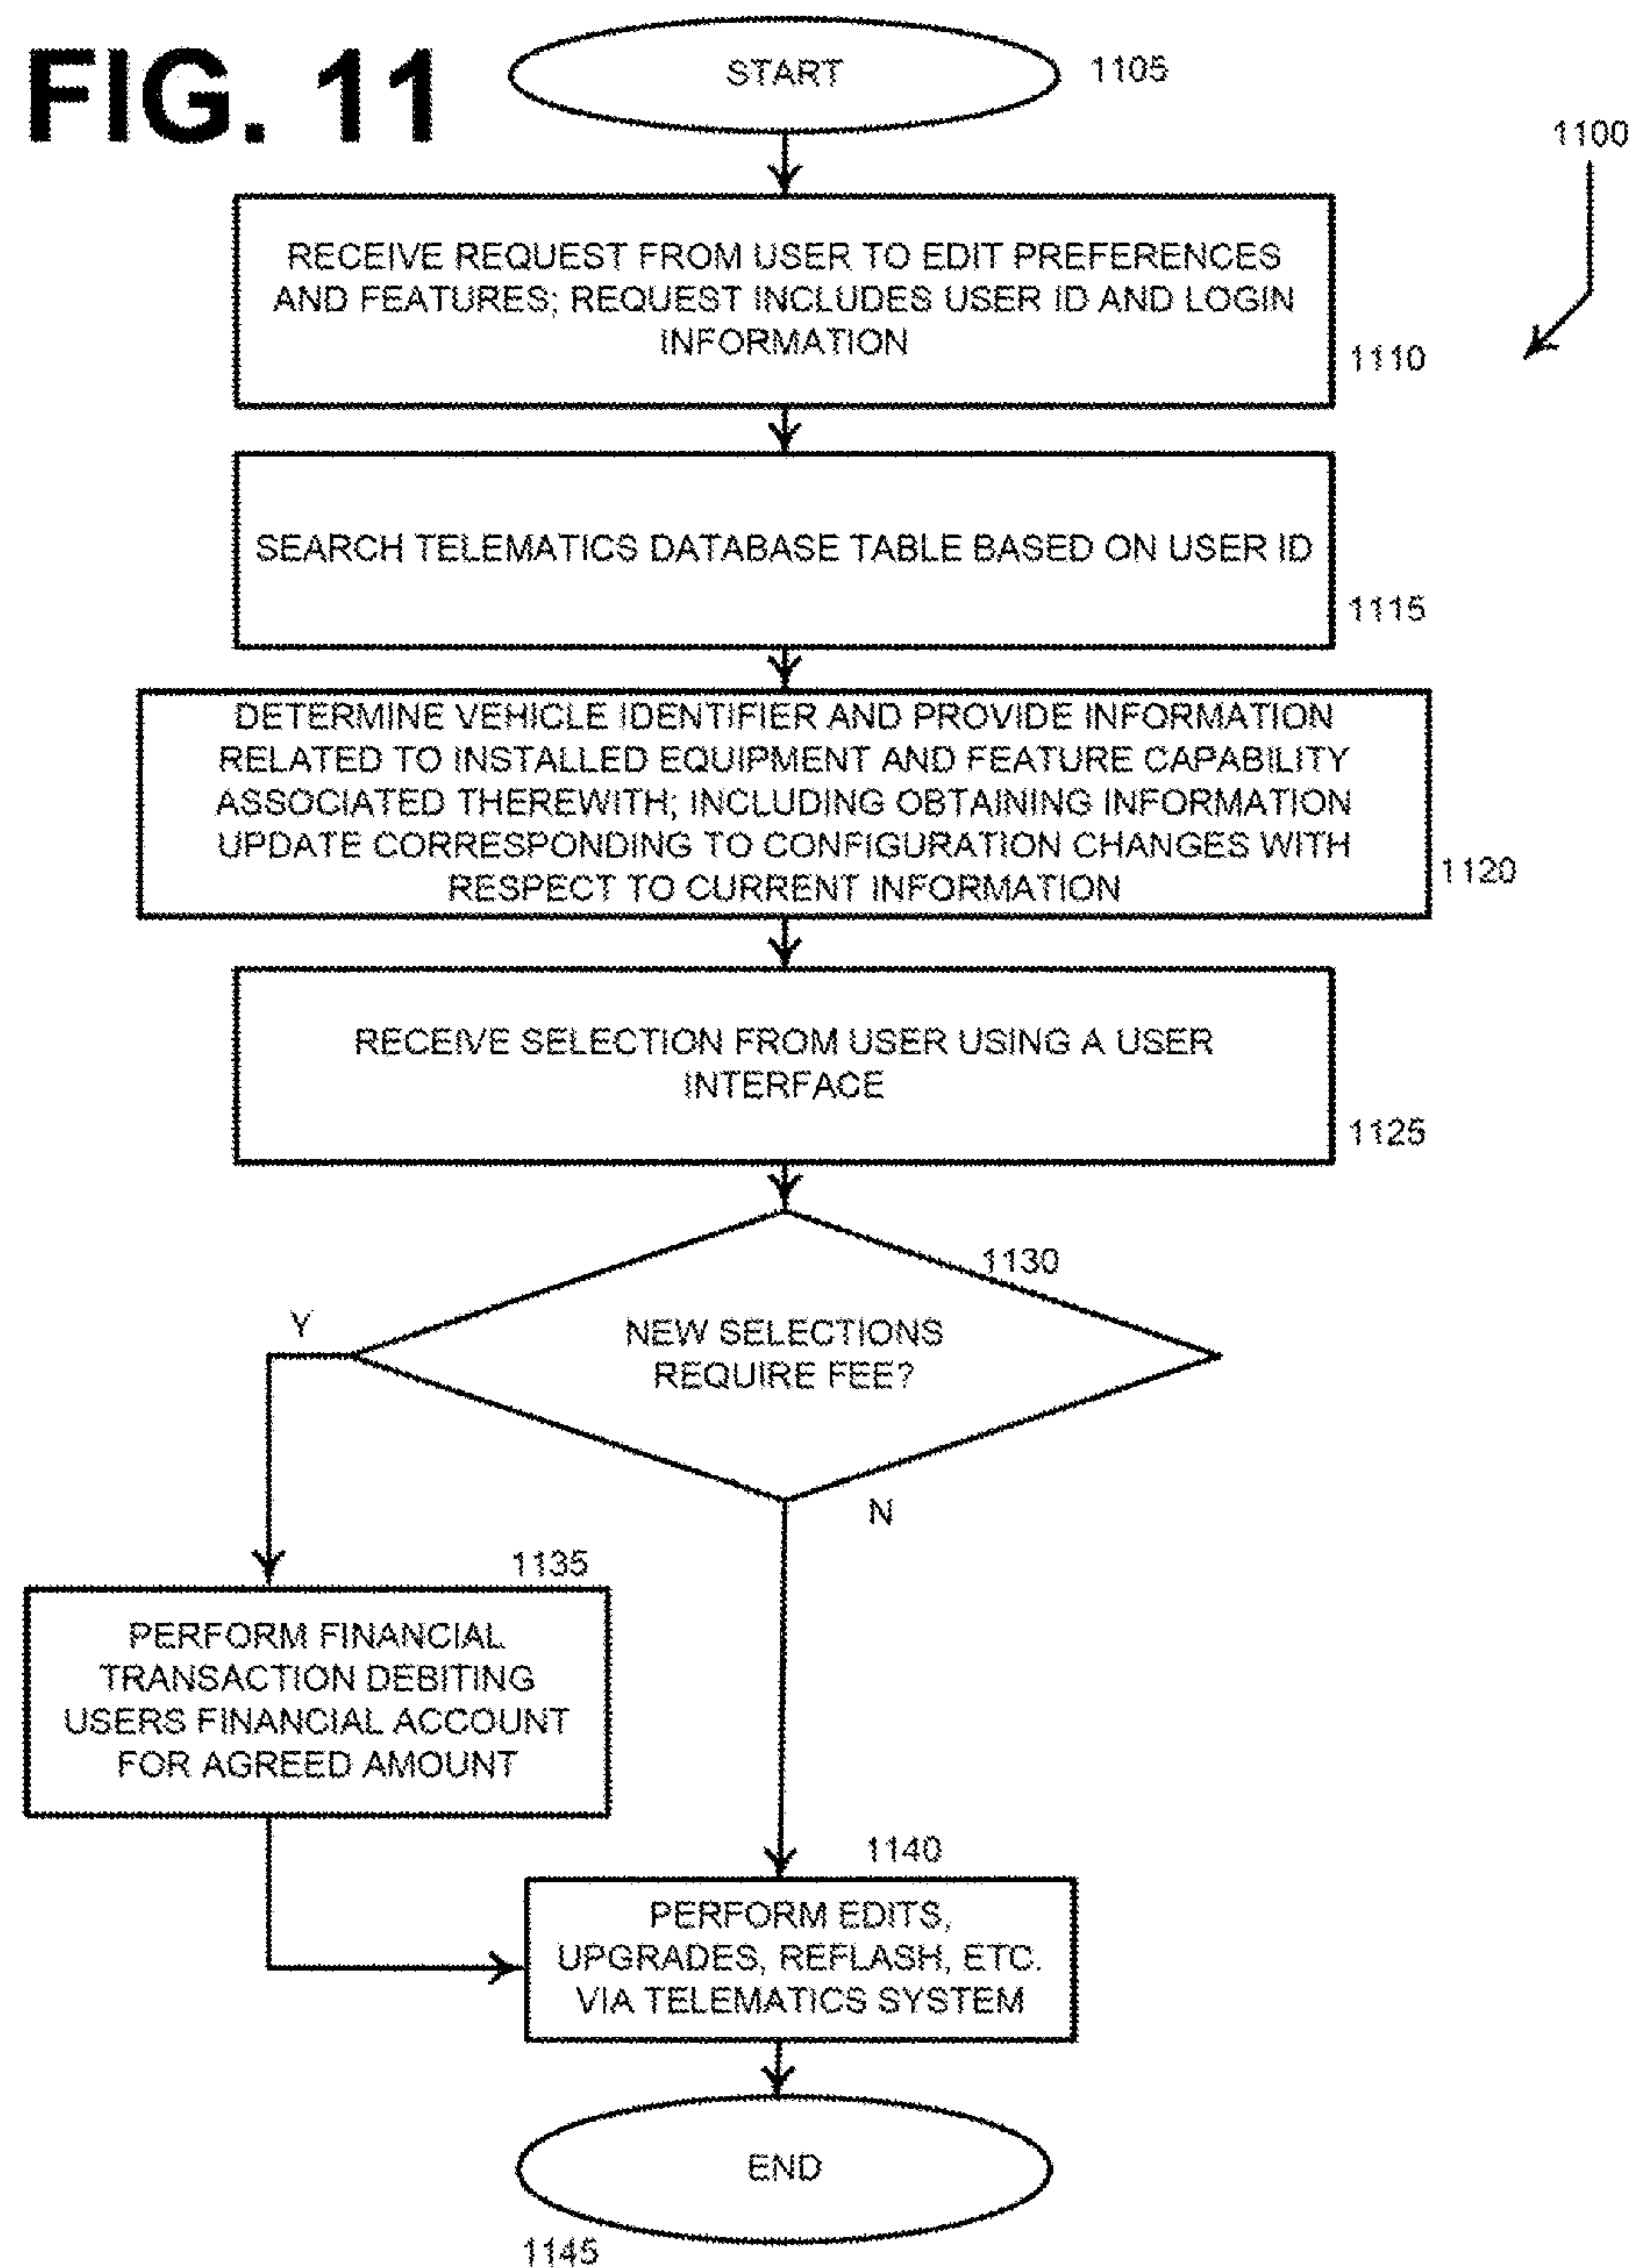 FIG. 11
START
1105
1100
RECEIVE REQUEST FROM USER TO EDIT PREFERENCES
AND FEATURES; REQUEST INCLUDES USER ID AND LOGIN
INFORMATION
1110
SEARCH TELEMATICS DATABASE TABLE BASED ON USER ID
1115
DETERMINE VEHICLE IDENTIFIER AND PROVIDE INFORMATION
RELATED TO INSTALLED EQUIPMENT AND FEATURE CAPABILITY
ASSOCIATED THEREWITH; INCLUDING OBTAINING INFORMATION
UPDATE CORRESPONDING TO CONFIGURATION CHANGES WITH
RESPECT TO CURRENT INFORMATION
1120
RECEIVE SELECTION FROM USER USING A USER
INTERFACE
1125
1130
NEW SELECTIONS
REQUIRE FEE?
Y
N
1135
PERFORM FINANCIAL
TRANSACTION DEBITING
USERS FINANCIAL ACCOUNT
FOR AGREED AMOUNT
1140
PERFORM EDITS,
UPGRADES, REFLASH, ETC.
VIA TELEMATICS SYSTEM
END
1145